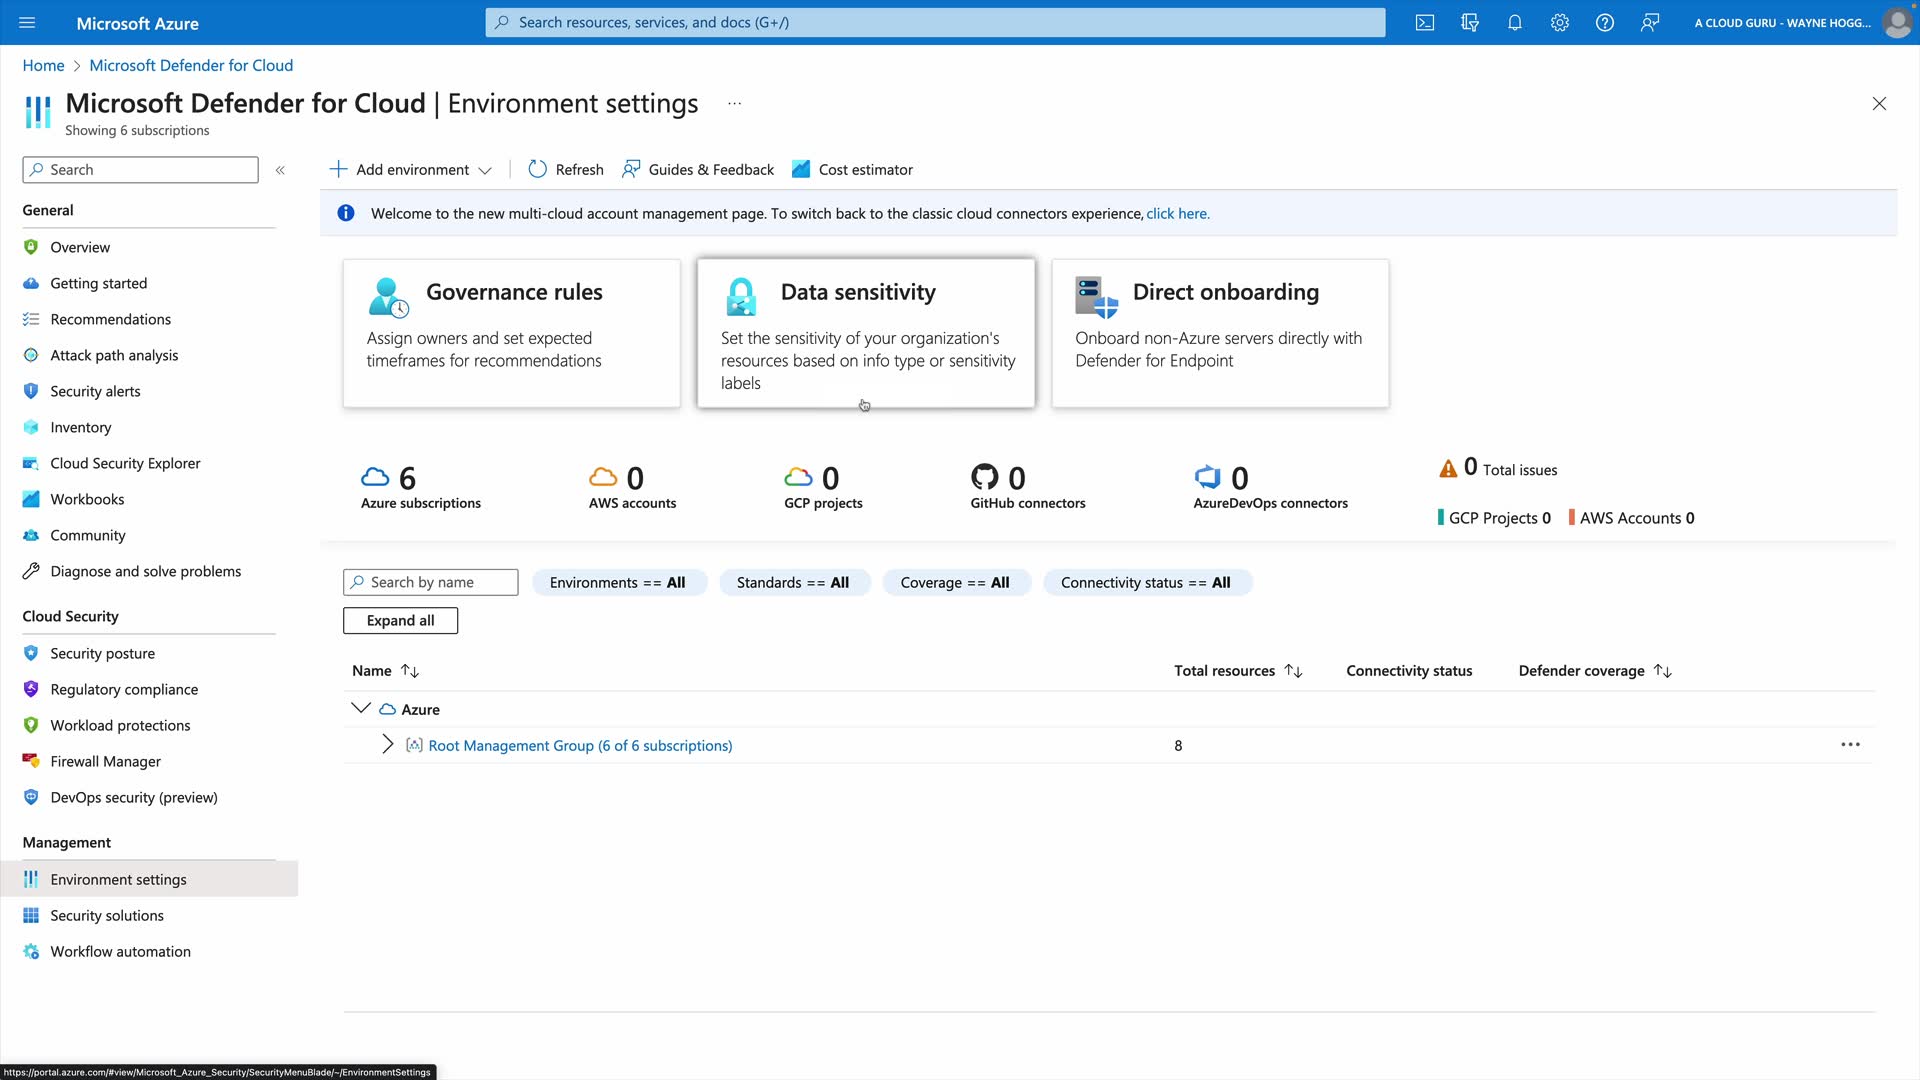 Microsoft Azure
Search resources, services, and docs (G+/)
A CLOUD GURU - WAYNE HOGG...
Home > Microsoft Defender for Cloud
Microsoft Defender for Cloud | Environment settings ...
Showing 6 subscriptions
Search
«
Add environment
Refresh
Guides & Feedback
Cost estimator
Welcome to the new multi-cloud account management page. To switch back to the classic cloud connectors experience, click here.
General
Overview
Getting started
Recommendations
Attack path analysis
Security alerts
Inventory
Cloud Security Explorer
Workbooks
Community
Diagnose and solve problems
Cloud Security
Security posture
Regulatory compliance
Workload protections
Firewall Manager
DevOps security (preview)
Management
Environment settings
Security solutions
Workflow automation
Governance rules
Assign owners and set expected
timeframes for recommendations
Data sensitivity
Set the sensitivity of your organization's
resources based on info type or sensitivity
labels
Direct onboarding
Onboard non-Azure servers directly with
Defender for Endpoint
6
Azure subscriptions
0
AWS accounts
0
GCP projects
0
GitHub connectors
0
AzureDevOps connectors
0 Total issues
GCP Projects 0
AWS Accounts 0
Search by name
Environments == All
Standards == All
Coverage == All
Connectivity status == All
Expand all
Name
Total resources
Connectivity status
Defender coverage
Azure
Root Management Group (6 of 6 subscriptions)
8
https://portal.azure.com/#view/Microsoft_Azure_Security/SecurityMenuBlade/~/EnvironmentSettings